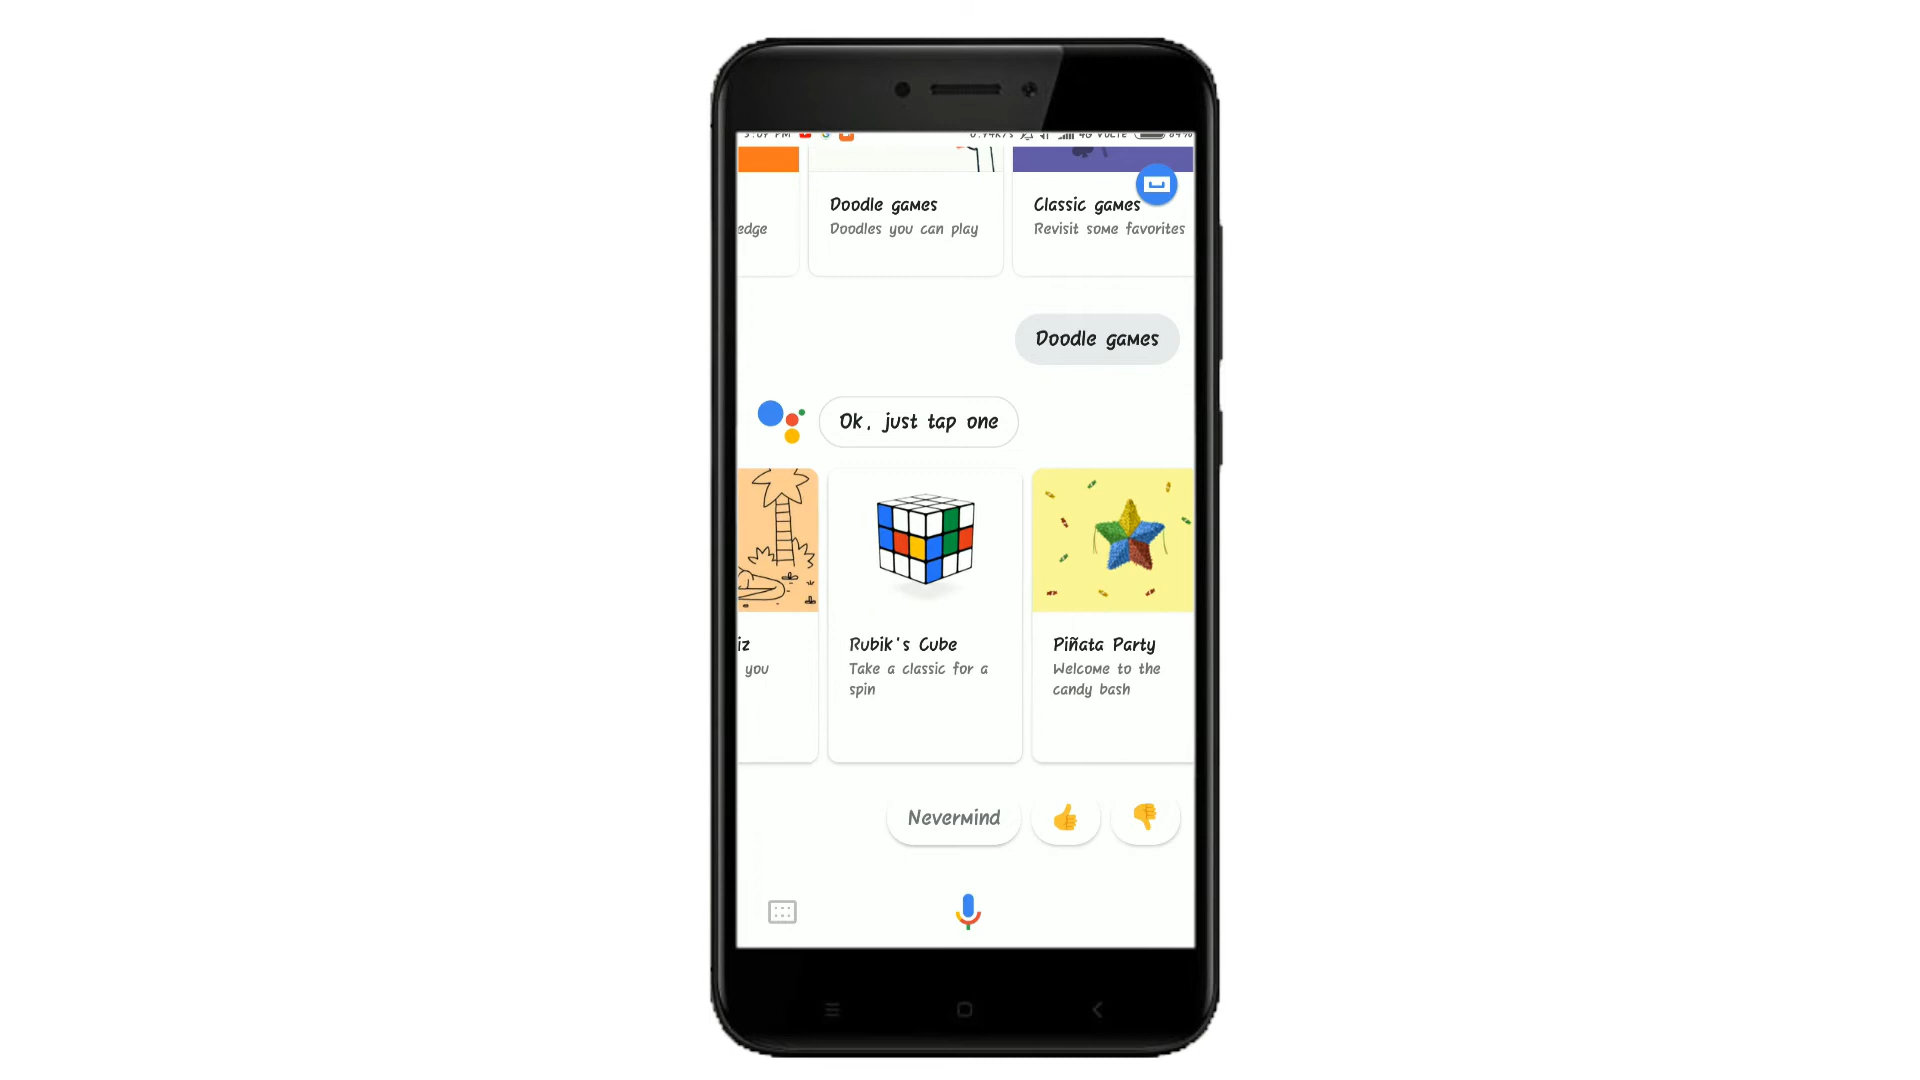 Doodle games
Doodles you can play
Classic games
Revisit some favorites
edge
Doodle games
Ok, just tap one
iz
you
Rubik's Cube
Take a classic for a
spin
Piñata Party
Welcome to the
candy bash
Nevermind